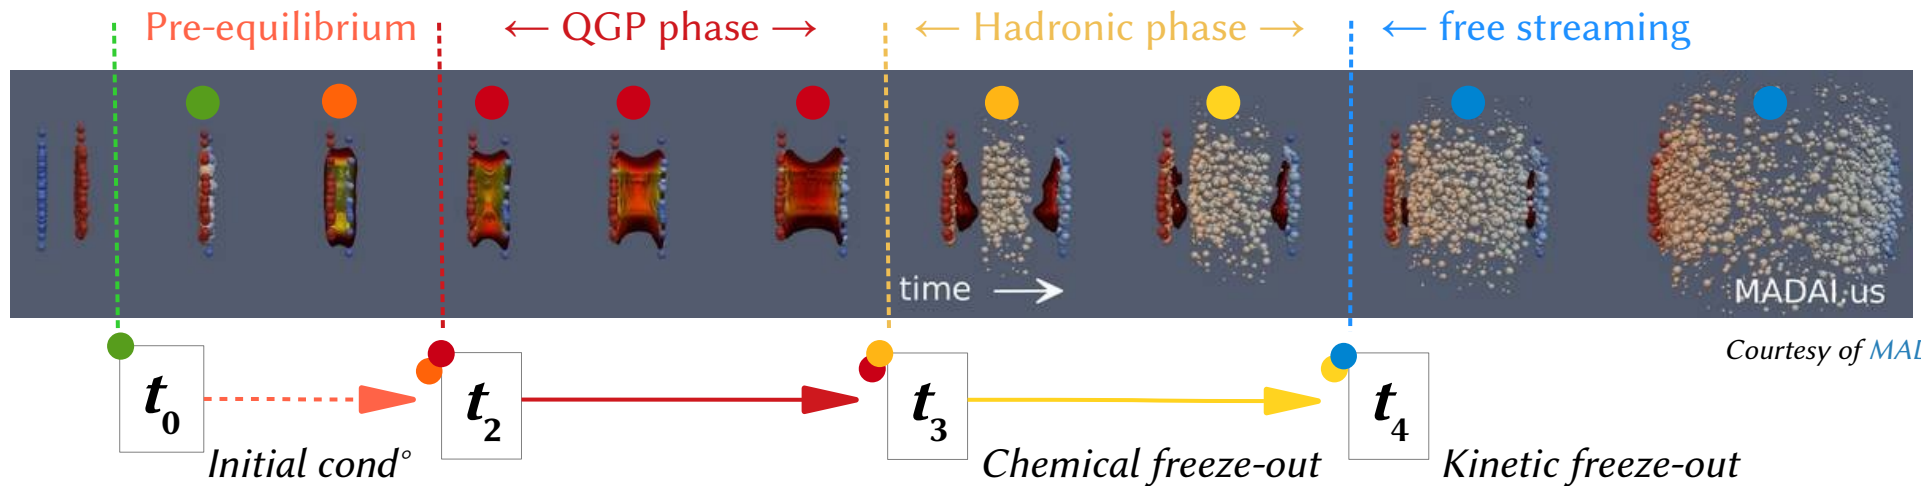 Pre-equilibrium ← QGP phase → ← Hadronic phase → ← free streaming
time →
MADAI.us
Courtesy of MAD
t0 t2 t3 t4
Initial cond° Chemical freeze-out Kinetic freeze-out